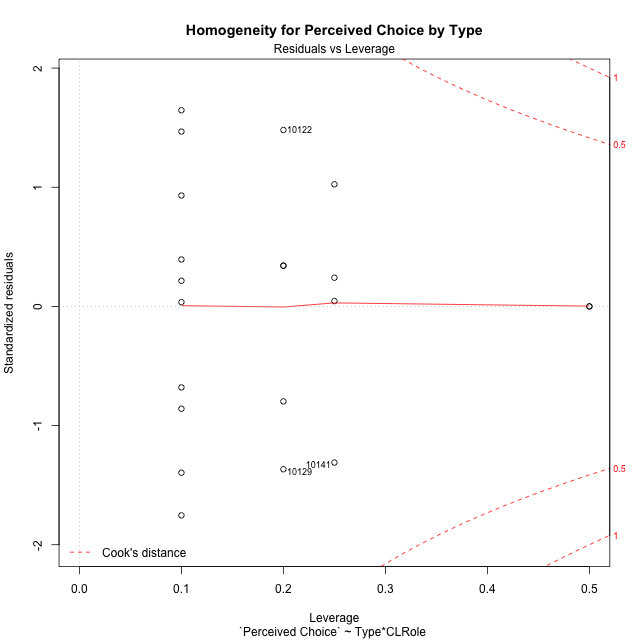 Homogeneity for Perceived Choice by Type
Residuals vs Leverage
2
1
0.5
10122
1
0
Standardized residuals
-1
10141
10129
0.5
1
-2
Cook's distance
0.0 0.1 0.2 0.3 0.4 0.5
Leverage
`Perceived Choice` ~ Type*CLRole